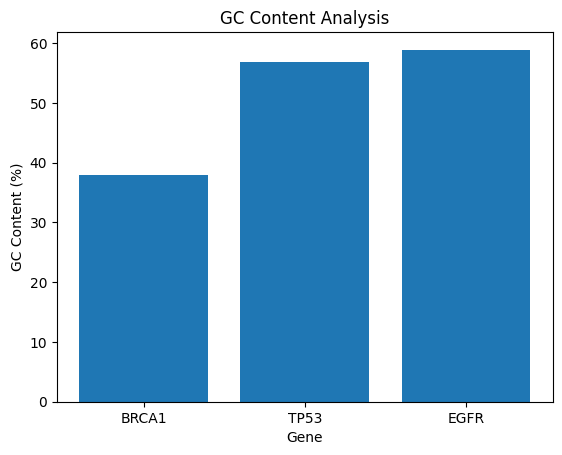 GC Content Analysis
GC Content (%)
60
50
40
30
20
10
0
BRCA1 TP53 EGFR
Gene